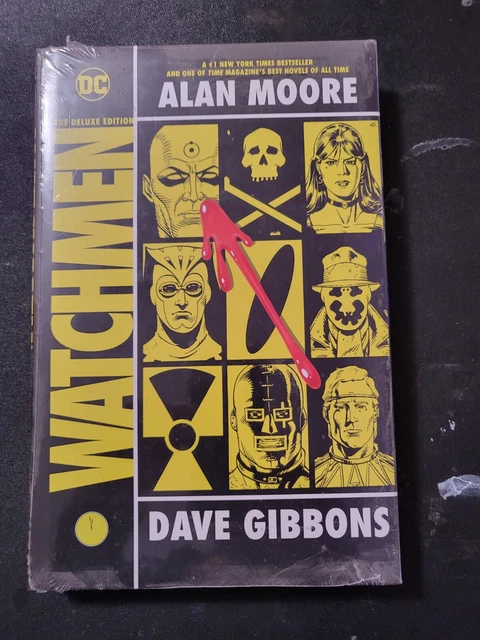 DC
A #1 NEW YORK TIMES BESTSELLER
AND ONE OF TIME MAGAZINE'S BEST NOVELS OF ALL TIME
ALAN MOORE
THE DELUXE EDITION
WATCHMEN
DAVE GIBBONS